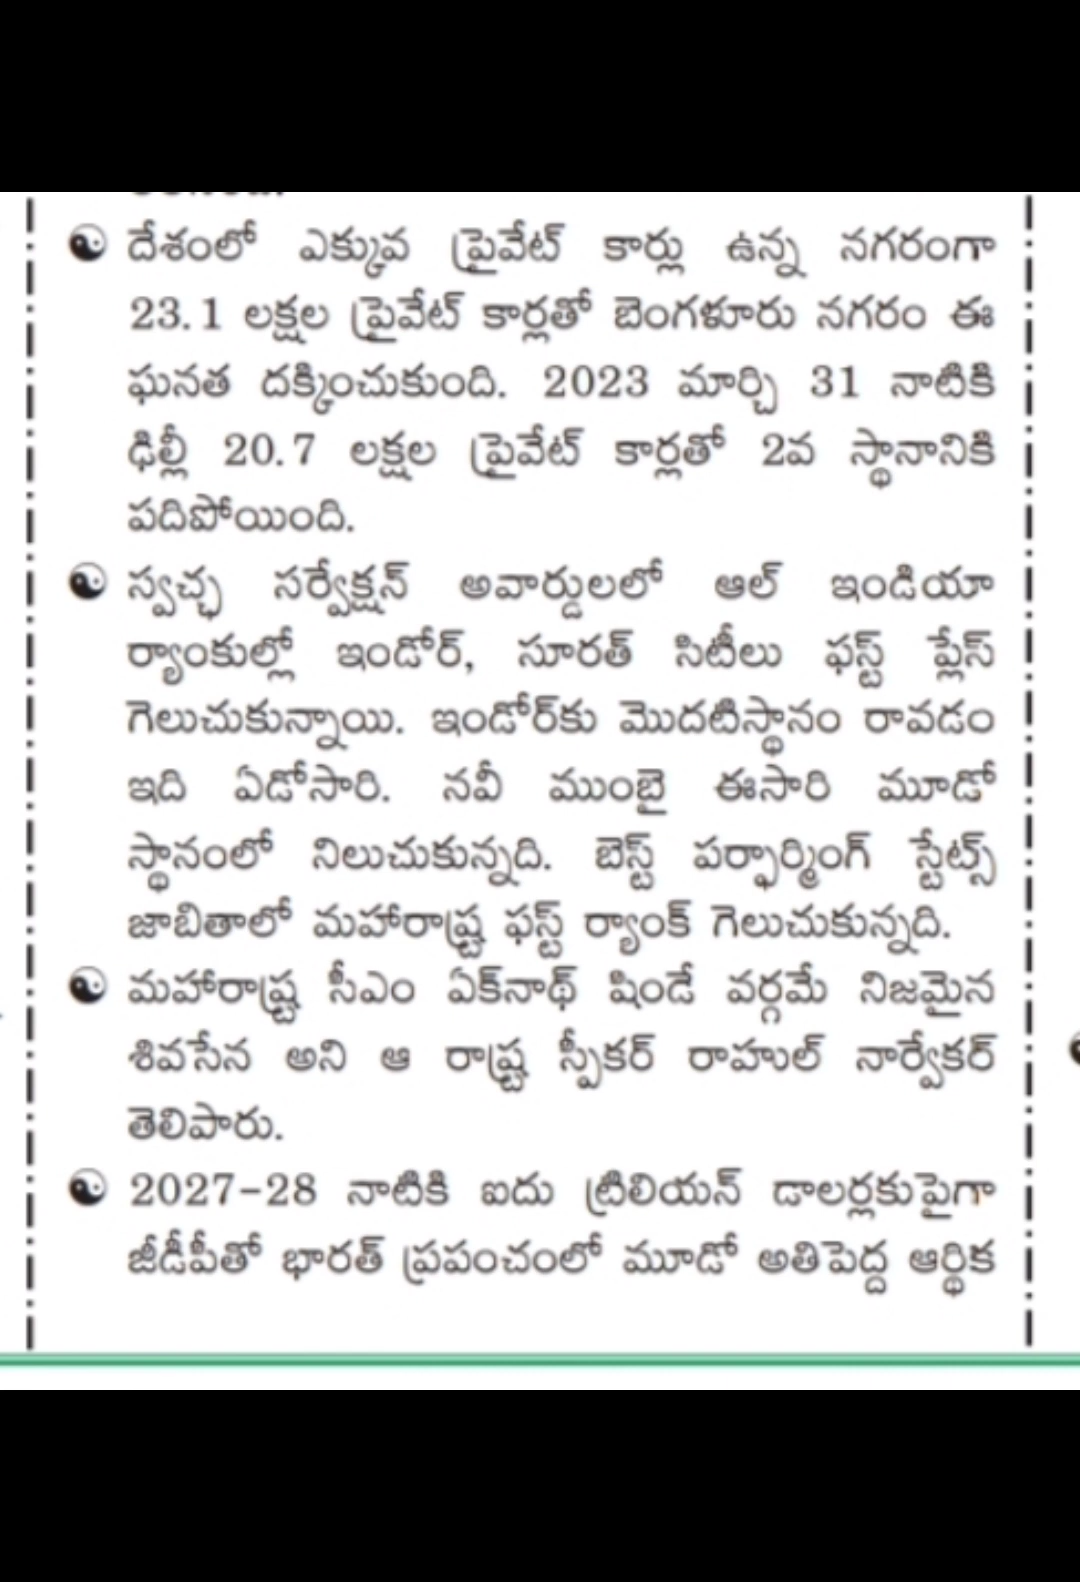 దేశంలో ఎక్కువ ప్రైవేట్ కార్లు ఉన్న నగరంగా
23.1 లక్షల ప్రైవేట్ కార్లతో బెంగళూరు నగరం ఈ
ఘనత దక్కించుకుంది. 2023 మార్చి 31 నాటికి
ఢిల్లీ 20.7 లక్షల ప్రైవేట్ కార్లతో 2వ స్థానానికి
పదిపోయింది.
స్వచ్ఛ సర్వేక్షన్ అవార్డులలో ఆల్ ఇండియా
ర్యాంకుల్లో ఇండోర్, సూరత్ సిటీలు ఫస్ట్ ప్లేస్
గెలుచుకున్నాయి. ఇండోర్‌కు మొదటిస్థానం రావడం
ఇది ఏడోసారి. నవీ ముంబై ఈసారి మూడో
స్థానంలో నిలుచుకున్నది. బెస్ట్ పర్ఫార్మింగ్ స్టేట్స్
జాబితాలో మహారాష్ట్ర ఫస్ట్ ర్యాంక్ గెలుచుకున్నది.
మహారాష్ట్ర సీఎం ఏక్‌నాథ్ షిండే వర్గమే నిజమైన
శివసేన అని ఆ రాష్ట్ర స్పీకర్ రాహుల్ నార్వేకర్
తెలిపారు.
2027-28 నాటికి ఐదు ట్రిలియన్ డాలర్లకుపైగా
జీడీపీతో భారత్ ప్రపంచంలో మూడో అతిపెద్ద ఆర్థిక